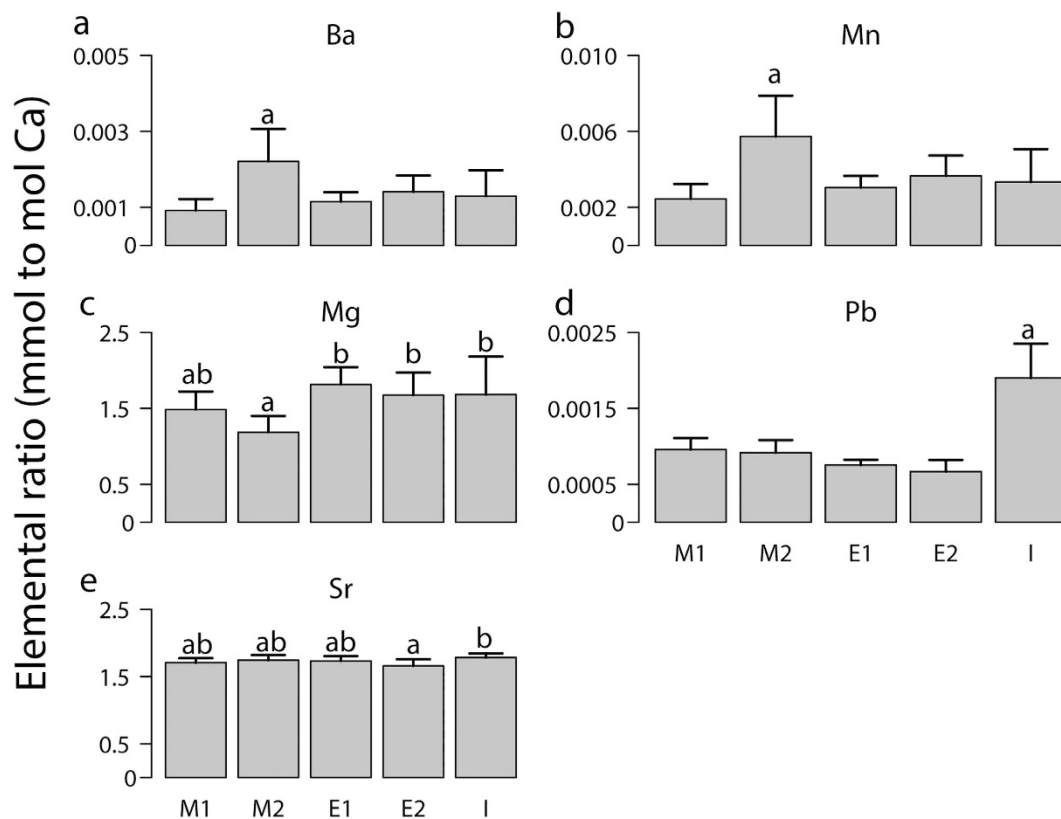 Elemental ratio (mmol to mol Ca)
a
Ba
0.005
0.003
0.001
0
a
b
Mn
0.010
0.006
0.002
0
a
c
Mg
2.5
1.5
0.5
0
ab
a
b
b
b
d
Pb
0.0025
0.0015
0.0005
0
a
M1 M2 E1 E2 I
e
Sr
2.5
1.5
0.5
0
ab ab ab a b
M1 M2 E1 E2 I